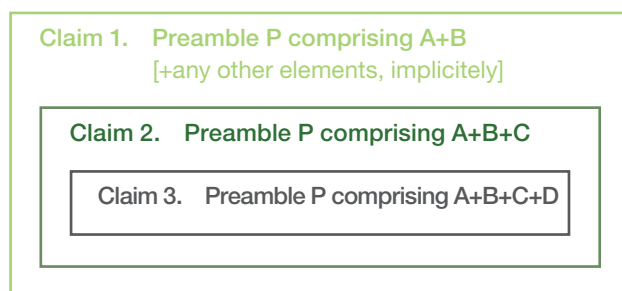 Claim 1. Preamble P comprising A+B
[+any other elements, implicitely]
Claim 2. Preamble P comprising A+B+C
Claim 3. Preamble P comprising A+B+C+D